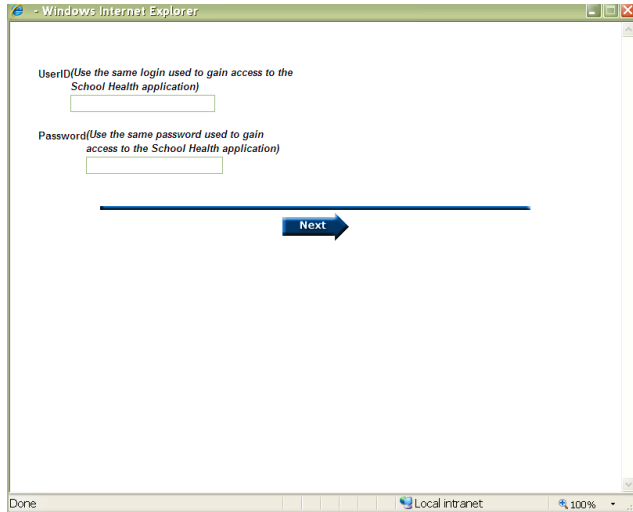 - Windows Internet Explorer
UserID(Use the same login used to gain access to the
School Health application)
Password(Use the same password used to gain
access to the School Health application)
Next
Done Local intranet 100%